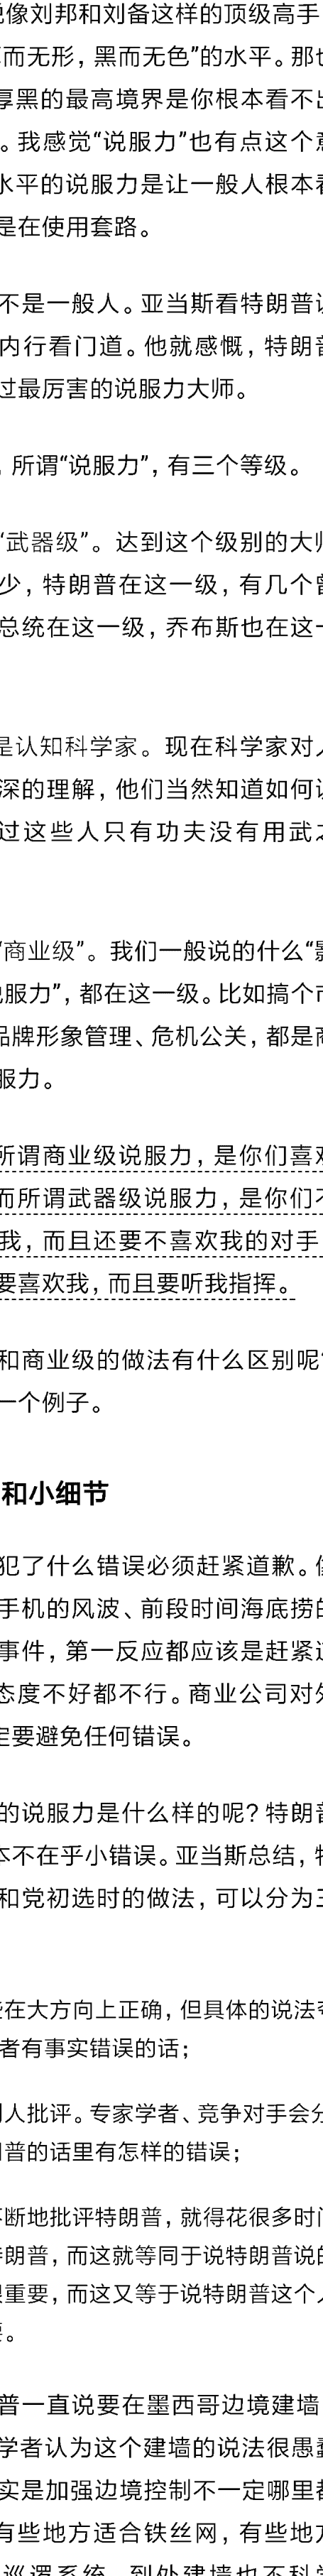 像刘邦和刘备这样的顶级高手
而无形，黑而无色”的水平。那
厚黑的最高境界是你根本看不
。我感觉“说服力”也有点这个
水平的说服力是让一般人根本
是在使用套路。
不是一般人。亚当斯看特朗普
内行看门道。他就感慨，特朗
过最厉害的说服力大师。
，所谓“说服力”，有三个等级。
“武器级”。达到这个级别的大
少，特朗普在这一级，有几个
总统在这一级，乔布斯也在这
是认知科学家。现在科学家对
深的理解，他们当然知道如何
过这些人只有功夫没有用武
“商业级”。我们一般说的什么“
服力”，都在这一级。比如搞个
品牌形象管理、危机公关，都是
服力。
所谓商业级说服力，是你们喜
而所谓武器级说服力，是你们
我，而且还要不喜欢我的对手
要喜欢我，而且要听我指挥。
和商业级的做法有什么区别呢
一个例子。
和小细节
犯了什么错误必须赶紧道歉。
手机的风波、前段时间海底捞
事件，第一反应都应该是赶紧
态度不好都不行。商业公司对
定要避免任何错误。
的说服力是什么样的呢？特朗
本不在乎小错误。亚当斯总结，
和党初选时的做法，可以分为
在大方向上正确，但具体的说法
者有事实错误的话；
人批评。专家学者、竞争对手会
普的话里有怎样的错误；
断地批评特朗普，就得花很多时
朗普，而这就等同于说特朗普说
重要，而这又等于说特朗普这个
。
普一直说要在墨西哥边境建墙
学者认为这个建墙的说法很愚
实是加强边境控制不一定哪里
有些地方适合铁丝网，有些地
巡逻系统，到处建墙也不科